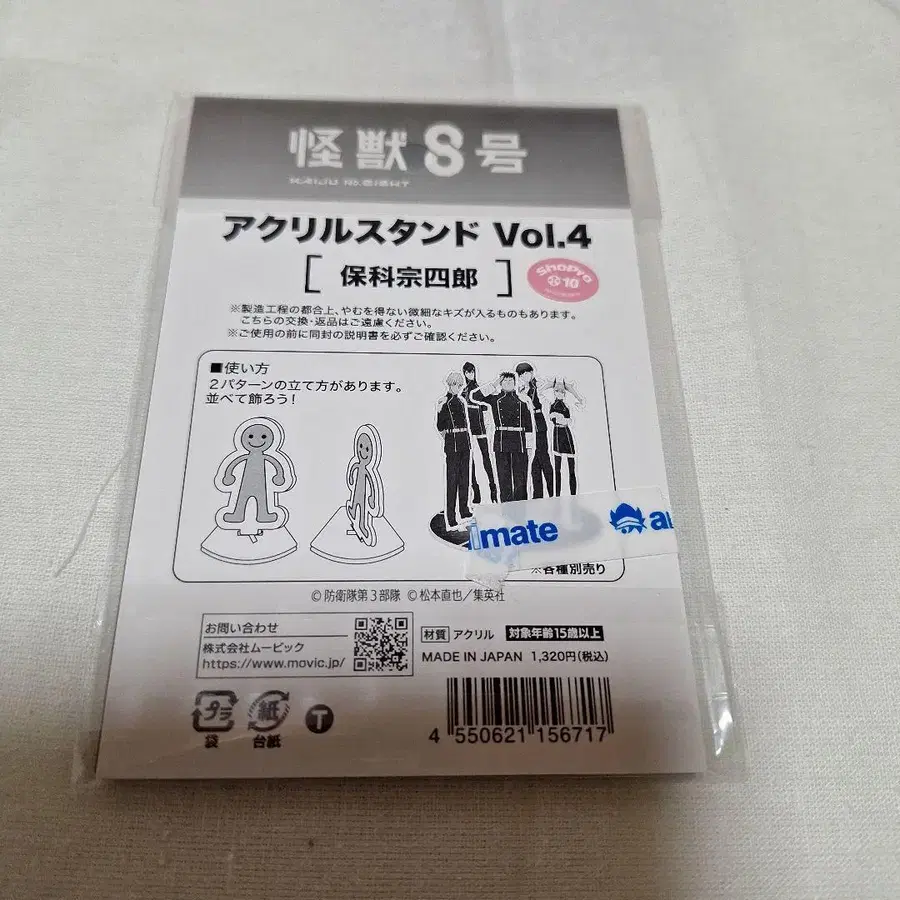 怪獣8号
KAIJU No.EIGHT
アクリルスタンド Vol.4
[保科宗四郎]
ShoPro
10
※製造工程の都合上、やむを得ない微細なキズが入るものもあります。
こちらの交換・返品はご遠慮ください。
※ご使用の前に同封の説明書を必ずご確認ください。
■使い方
2パターンの立て方があります。
並べて飾ろう!
imate
an
※各種別売り
©防衛隊第3部隊 ©松本直也/集英社
お問い合わせ
株式会社ムービック
https://www.movic.jp/
材質 アクリル 対象年齢15歳以上
MADE IN JAPAN 1,320円(税込)
プラ
袋
紙
台紙
T
4 550621 156717